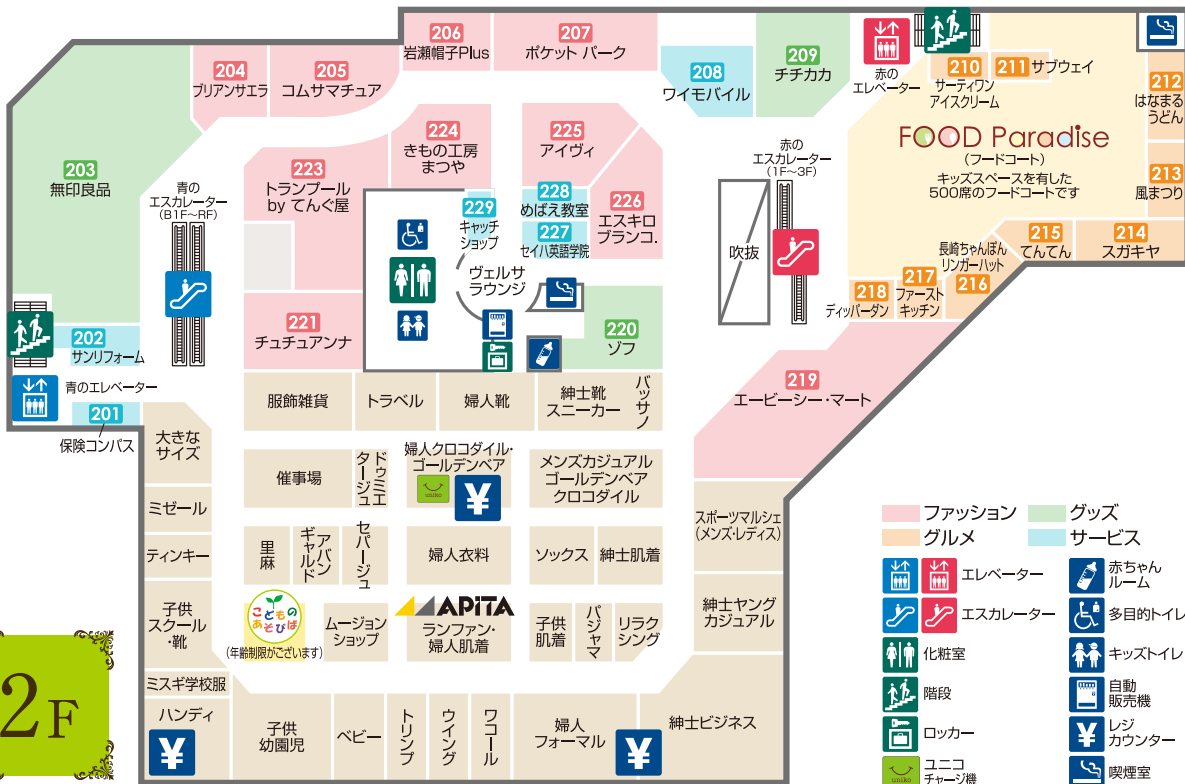 206
岩瀬帽子Plus
207
ポケット パーク
204
ブリアンサエラ
205
コムサマチュア
208
ワイモバイル
209
チチカカ
赤の
エレベーター
210
サーティワン
アイスクリーム
211 サブウェイ
212
はなまる
うどん
FOOD Paradise
(フードコート)
キッズスペースを有した
500席のフードコートです
213
風まつり
214
スガキヤ
215
てんてん
長崎ちゃんぽん
リンガーハット
216
217
ファースト
キッチン
218
ディッパーダン
203
無印良品
青の
エスカレーター
(B1F~RF)
223
トランプール
by てんぐ屋
224
きもの工房
まつや
225
アイヴィ
228
めばえ教室
227
セイハ英語学院
226
エスキロ
ブランコ.
229
キャッチ
ショップ
ヴェルサ
ラウンジ
赤の
エスカレーター
(1F~3F)
吹抜
202
サンリフォーム
青のエレベーター
201
保険コンパス
221
チュチュアンナ
220
ゾフ
219
エービーシー・マート
服飾雑貨
トラベル
婦人靴
紳士靴
スニーカー
バッサノ
大きな
サイズ
催事場
ドゥミエ
タージュ
婦人クロコダイル・
ゴールデンベア
uniko
¥
メンズカジュアル
ゴールデンベア
クロコダイル
ミゼール
ティンキー
里麻
アバン
ギャルド
セパージュ
婦人衣料
ソックス
紳士肌着
スポーツマルシェ
(メンズ・レディス)
子供
スクール
・靴
こどもの
あそびば
(年齢制限がございます)
ムージョン
ショップ
APiTA
ランファン・
婦人肌着
子供
肌着
パジャマ
リラク
シング
紳士ヤング
カジュアル
ミスギ学校服
ハンディ
¥
子供
幼園児
ベビー
トリンプ
ウイング
ワコール
婦人
フォーマル
¥
紳士ビジネス
2F
ファッション
グッズ
グルメ
サービス
エレベーター
エスカレーター
化粧室
階段
ロッカー
uniko
ユニコ
チャージ機
赤ちゃん
ルーム
多目的トイレ
キッズトイレ
自動
販売機
¥
レジ
カウンター
喫煙室